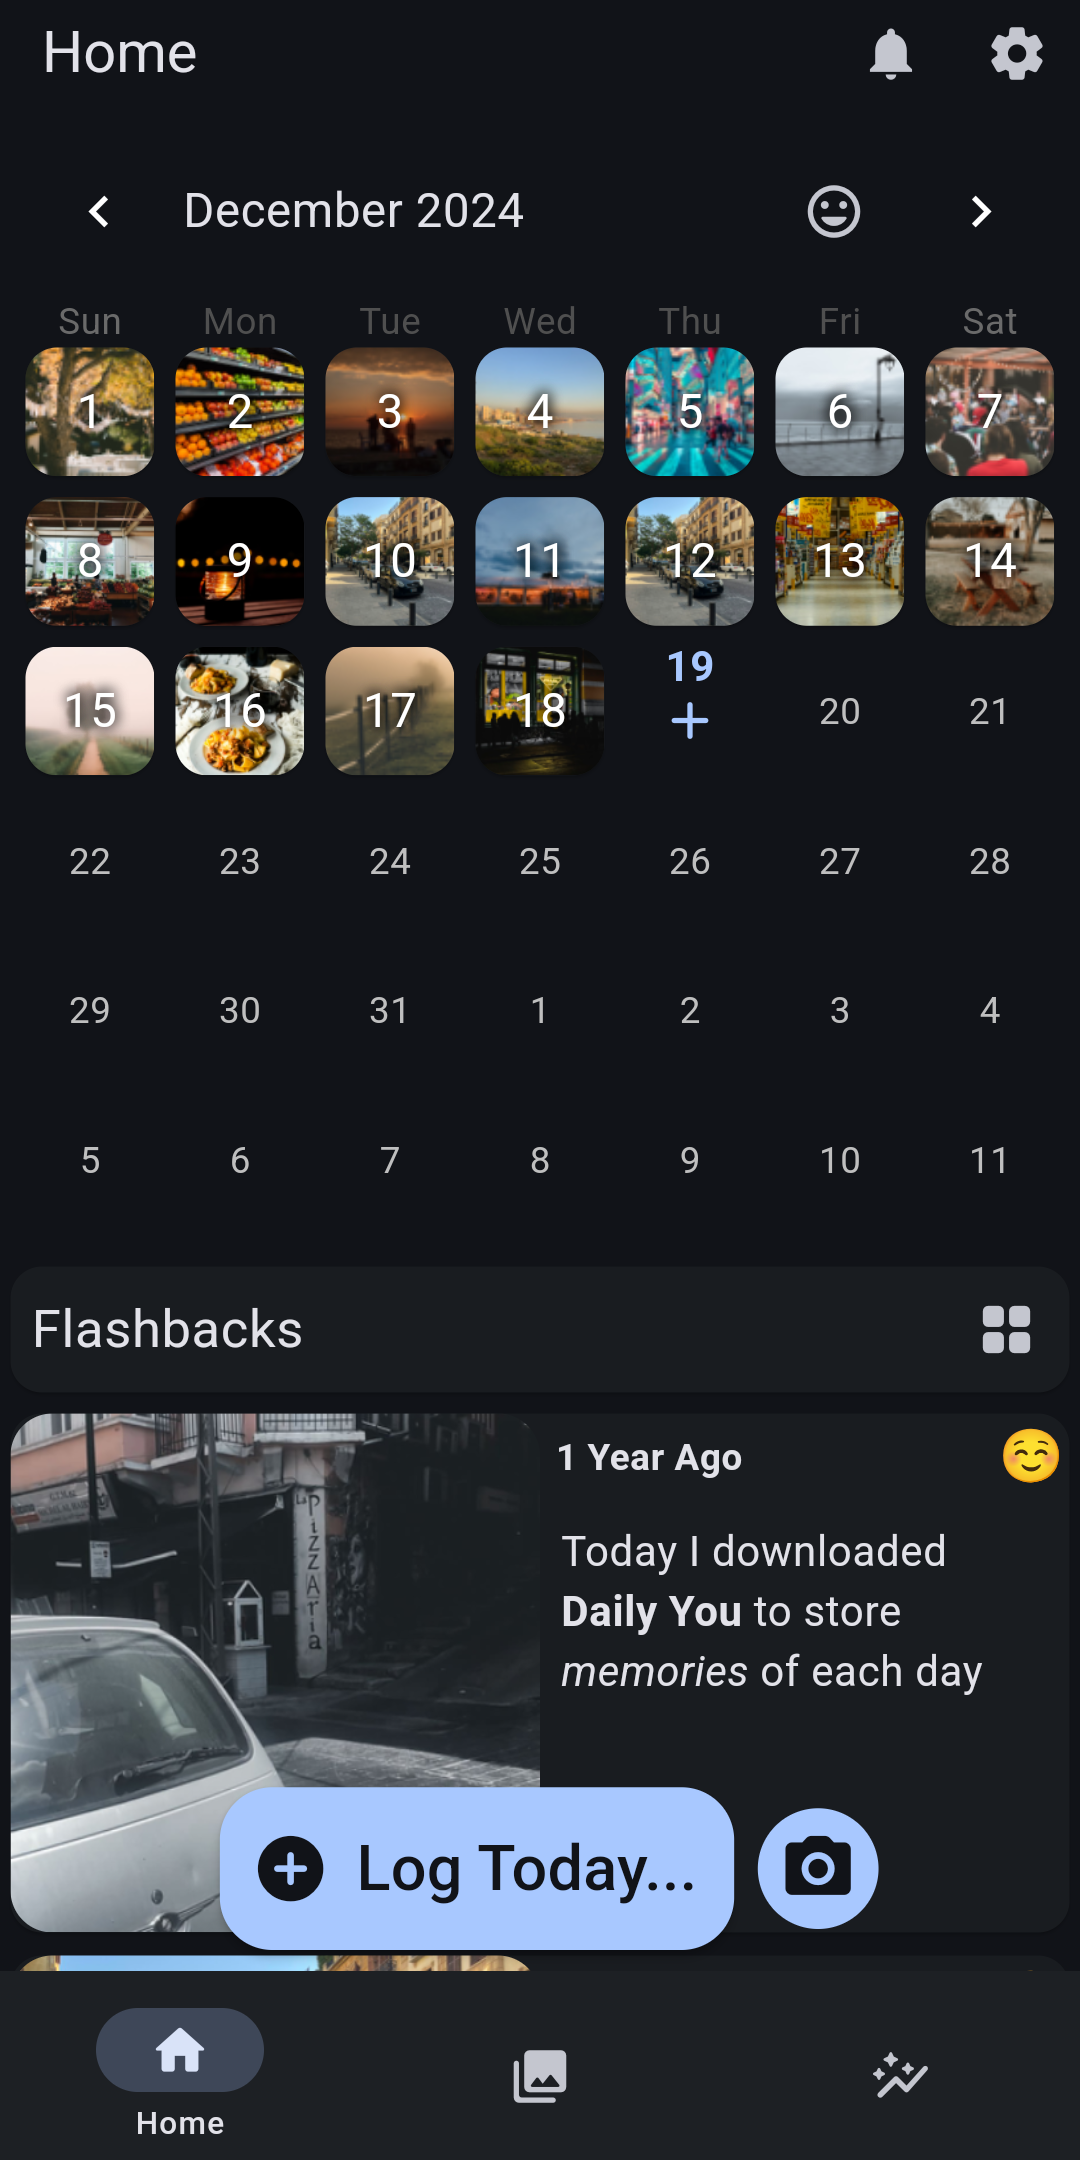 Home
December 2024
Sun Mon Tue Wed Thu Fri Sat
1 2 3 4 5 6 7
8 9 10 11 12 13 14
15 16 17 18 19 20 21
22 23 24 25 26 27 28
29 30 31 1 2 3 4
5 6 7 8 9 10 11
Flashbacks
1 Year Ago
Today I downloaded
Daily You to store
memories of each day
La Pizzaria
Log Today...
Home